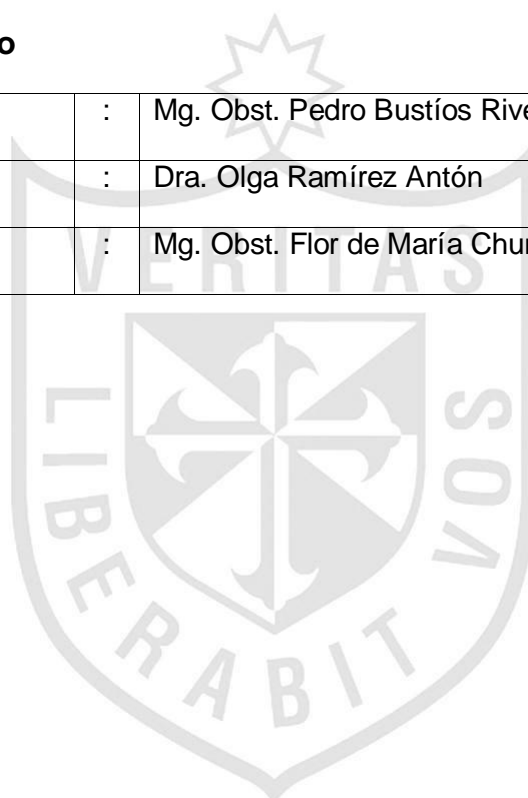 o
: Mg. Obst. Pedro Bustíos Rive
: Dra. Olga Ramírez Antón
: Mg. Obst. Flor de María Chu
VERITAS
LIBERABIT
VOS